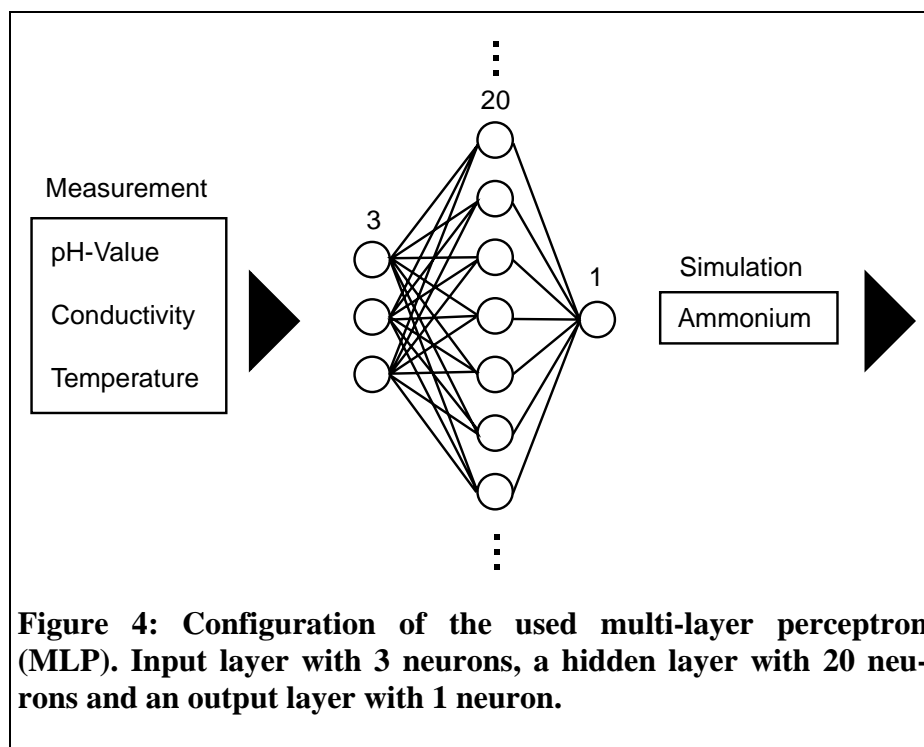 20
Measurement
3
pH-Value
Conductivity
Temperature
1
Simulation
Ammonium
Figure 4: Configuration of the used multi-layer perceptron
(MLP). Input layer with 3 neurons, a hidden layer with 20 neu-
rons and an output layer with 1 neuron.